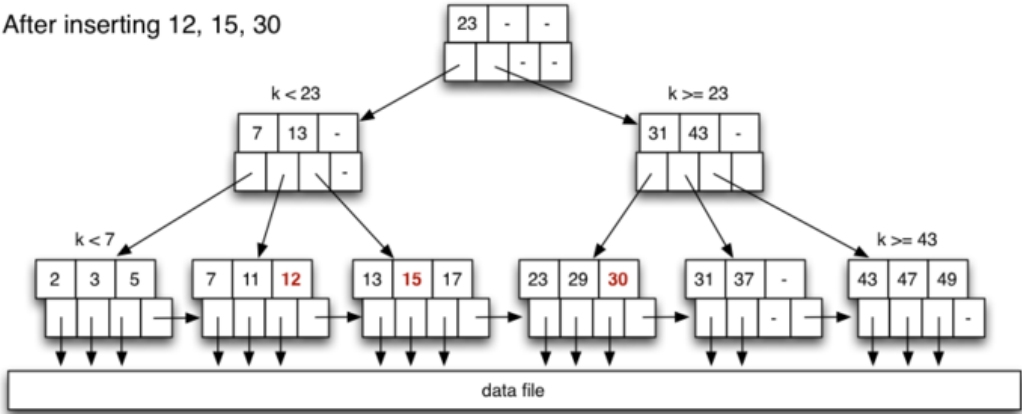 After inserting 12, 15, 30
23 - -
- -
k < 23
k >= 23
7 13 -
31 43 -
-
k < 7
k >= 43
2 3 5
7 11 12
13 15 17
23 29 30
31 37 -
43 47 49
- -
data file